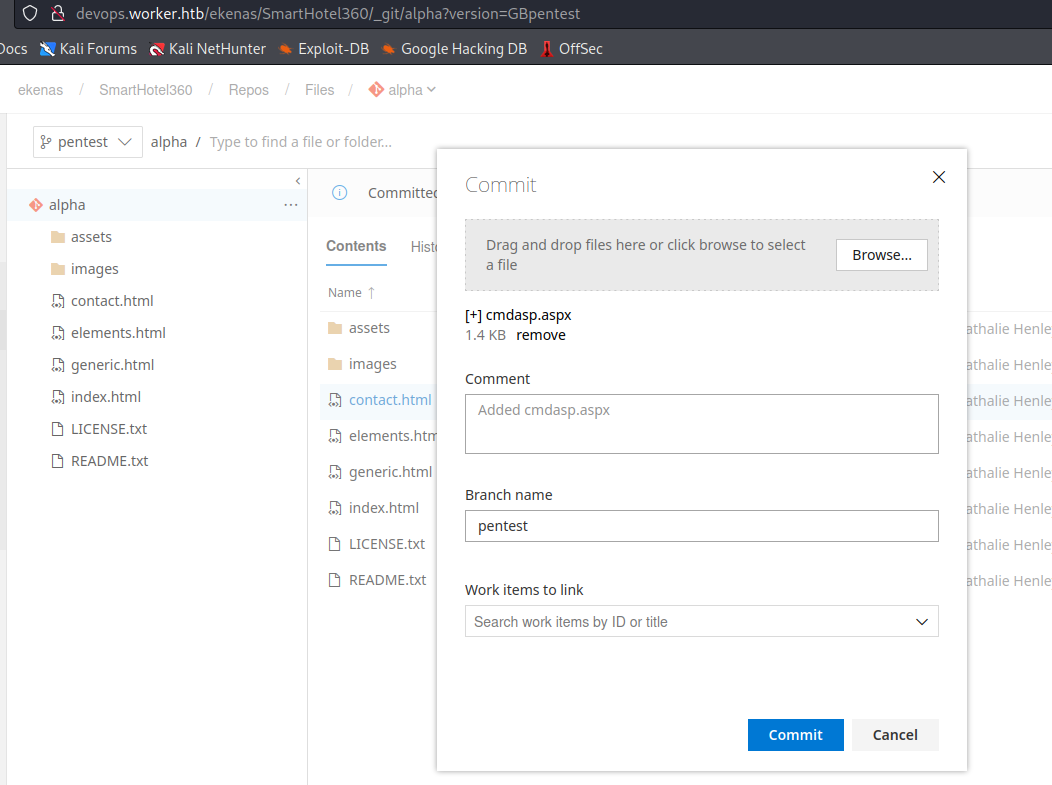 devops.worker.htb/ekenas/SmartHotel360/_git/alpha?version=GBpentest
Docs Kali Forums Kali NetHunter Exploit-DB Google Hacking DB OffSec
ekenas / SmartHotel360 / Repos / Files / alpha
pentest alpha / Type to find a file or folder...
alpha ...
assets
images
contact.html
elements.html
generic.html
index.html
LICENSE.txt
README.txt
Committed
Contents Histo
Name ↑
assets athalie Henle
images athalie Henle
contact.html athalie Henle
elements.htm athalie Henle
generic.html athalie Henle
index.html athalie Henle
LICENSE.txt athalie Henle
README.txt athalie Henle
Commit
Drag and drop files here or click browse to select
a file
Browse...
[+] cmdasp.aspx
1.4 KB remove
Comment
Added cmdasp.aspx
Branch name
pentest
Work items to link
Search work items by ID or title
Commit Cancel